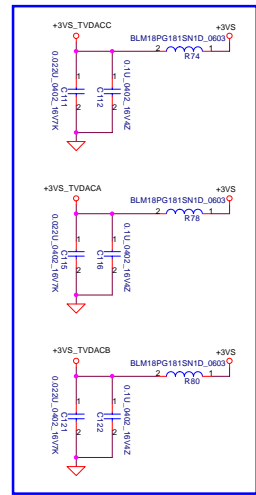 +3VS_TVDACC
+3VS
BLM18PG181SN1D_0603
2
1
R74
1
1
0.022U_0402_16V7K
C111
C112
0.1U_0402_16V4Z
2
2
+3VS_TVDACA
+3VS
BLM18PG181SN1D_0603
2
1
R78
1
1
0.022U_0402_16V7K
C115
C116
0.1U_0402_16V4Z
2
2
+3VS_TVDACB
+3VS
BLM18PG181SN1D_0603
2
1
R80
1
1
0.022U_0402_16V7K
C121
C122
0.1U_0402_16V4Z
2
2